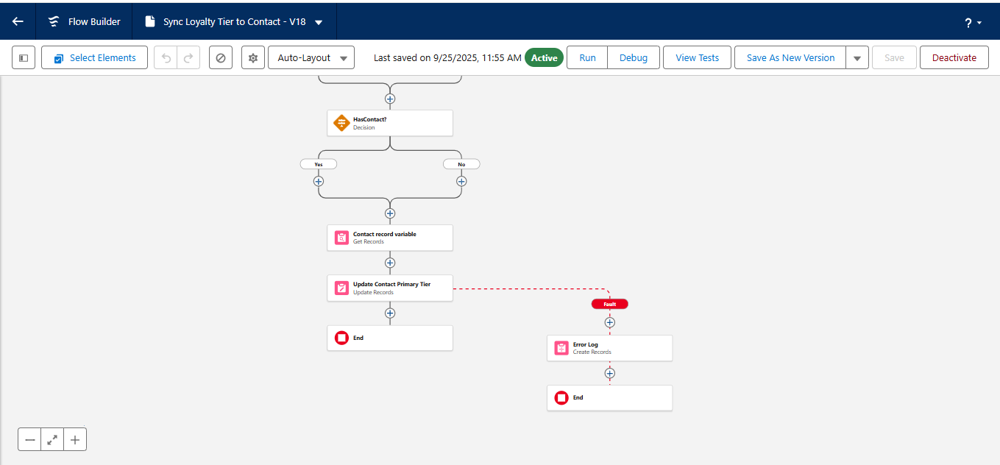 Flow Builder
Sync Loyalty Tier to Contact - V18
?
Select Elements
Auto-Layout
Last saved on 9/25/2025, 11:55 AM
Active
Run
Debug
View Tests
Save As New Version
Save
Deactivate
HasContact?
Decision
Yes
No
Contact record variable
Get Records
Update Contact Primary Tier
Update Records
Fault
End
Error Log
Create Records
End